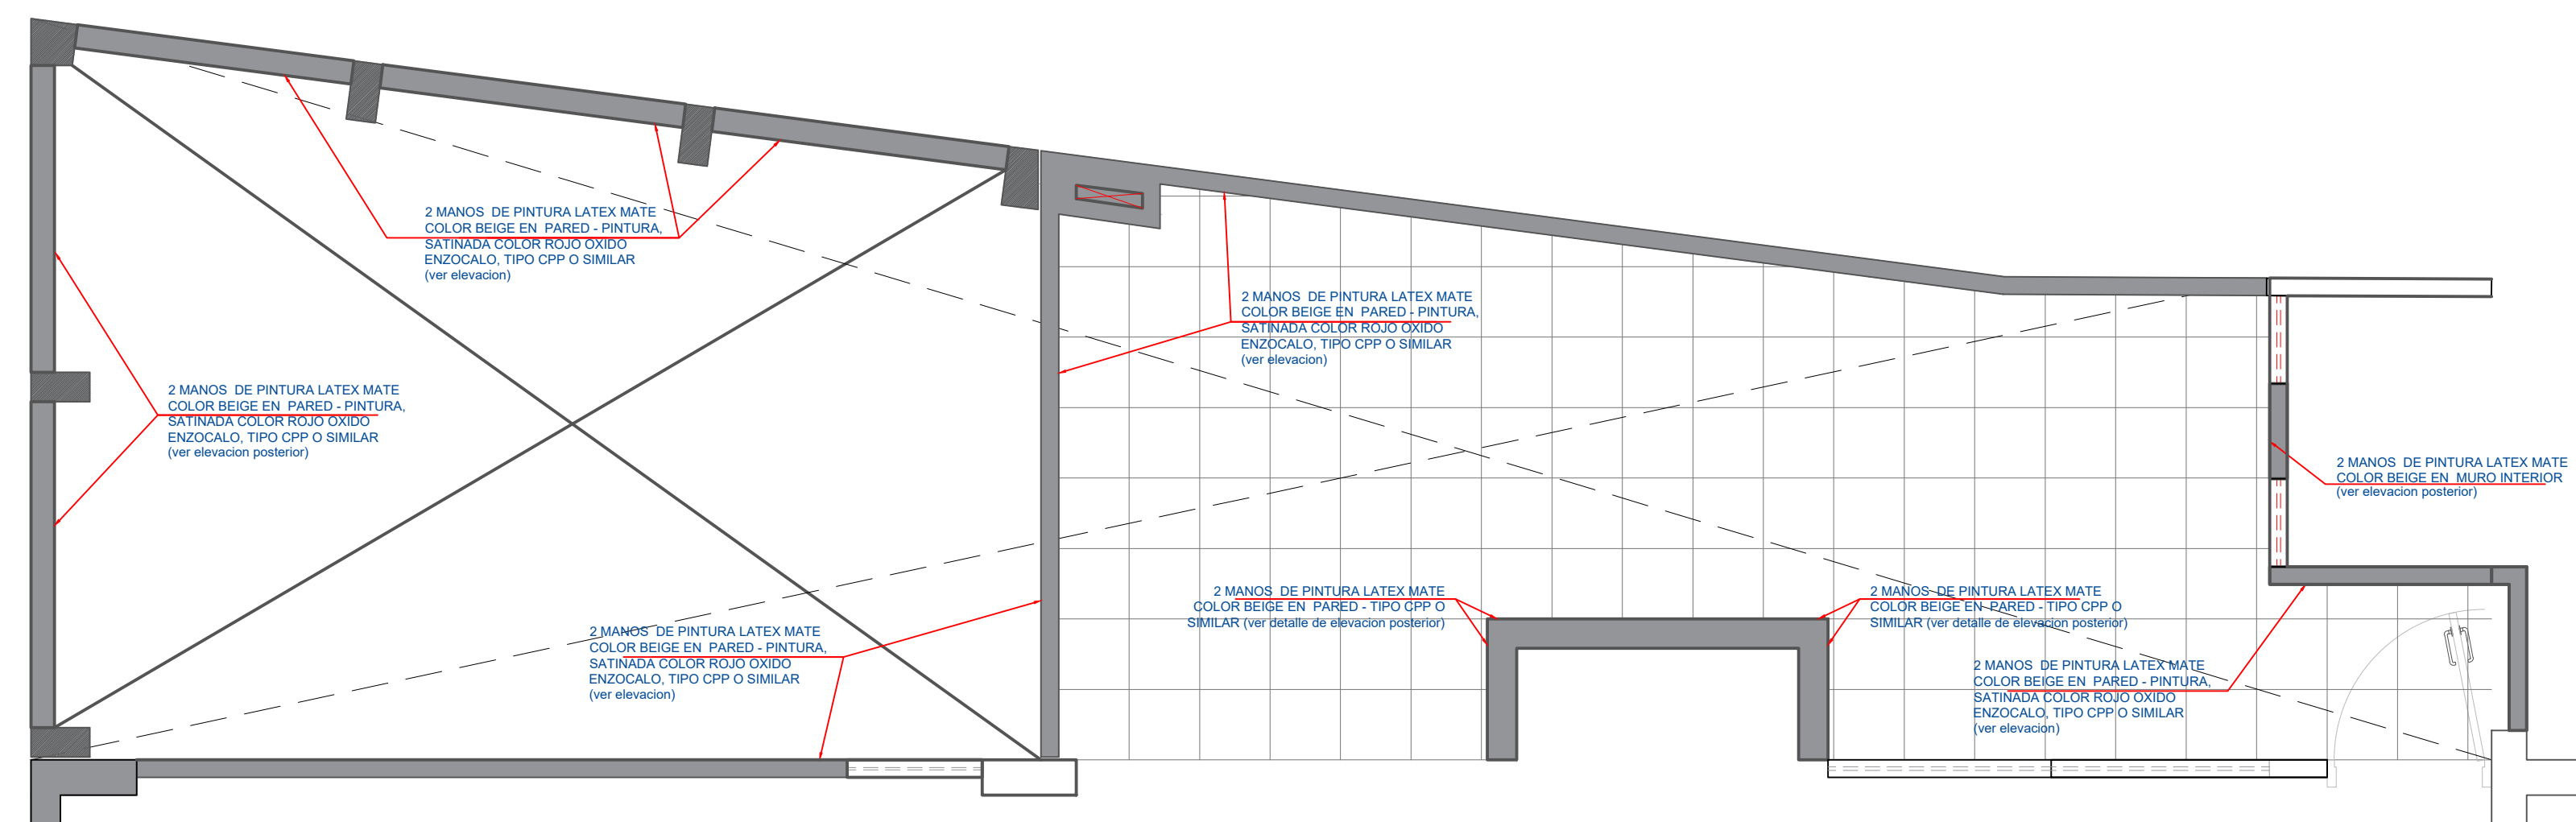 2 MANOS DE PINTURA LATEX MATE
COLOR BEIGE EN PARED - PINTURA,
SATINADA COLOR ROJO OXIDO
ENZOCALO, TIPO CPP O SIMILAR
(ver elevacion)
2 MANOS DE PINTURA LATEX MATE
COLOR BEIGE EN PARED - PINTURA,
SATINADA COLOR ROJO OXIDO
ENZOCALO, TIPO CPP O SIMILAR
(ver elevacion)
2 MANOS DE PINTURA LATEX MATE
COLOR BEIGE EN PARED - PINTURA,
SATINADA COLOR ROJO OXIDO
ENZOCALO, TIPO CPP O SIMILAR
(ver elevacion posterior)
2 MANOS DE PINTURA LATEX MATE
COLOR BEIGE EN MURO INTERIOR
(ver elevacion posterior)
2 MANOS DE PINTURA LATEX MATE
COLOR BEIGE EN PARED - PINTURA,
SATINADA COLOR ROJO OXIDO
ENZOCALO, TIPO CPP O SIMILAR
(ver elevacion)
2 MANOS DE PINTURA LATEX MATE
COLOR BEIGE EN PARED - TIPO CPP O
SIMILAR (ver detalle de elevacion posterior)
2 MANOS DE PINTURA LATEX MATE
COLOR BEIGE EN PARED - TIPO CPP O
SIMILAR (ver detalle de elevacion posterior)
2 MANOS DE PINTURA LATEX MATE
COLOR BEIGE EN PARED - PINTURA,
SATINADA COLOR ROJO OXIDO
ENZOCALO, TIPO CPP O SIMILAR
(ver elevacion)